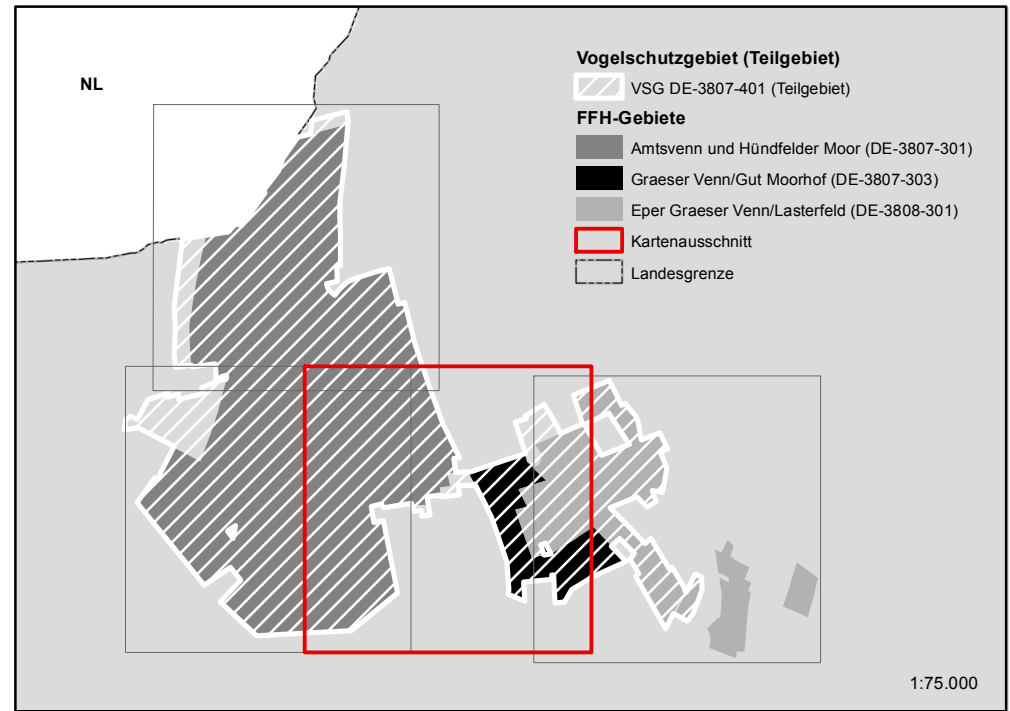 NL
Vogelschutzgebiet (Teilgebiet)
VSG DE-3807-401 (Teilgebiet)
FFH-Gebiete
Amtsvenn und Hündfelder Moor (DE-3807-301)
Graeser Venn/Gut Moorhof (DE-3807-303)
Eper Graeser Venn/Lasterfeld (DE-3808-301)
Kartenausschnitt
Landesgrenze
1:75.000